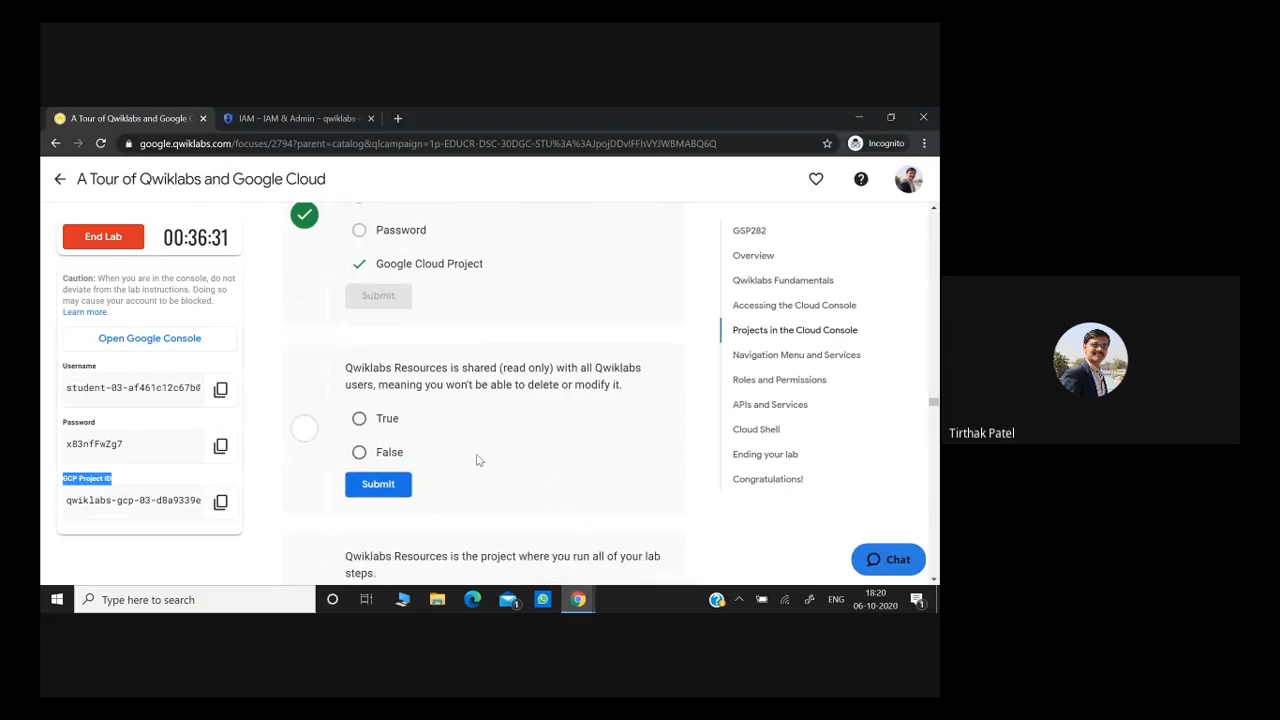 A Tour of Qwiklabs and Google C
IAM – IAM & Admin – qwiklabs-
google.qwiklabs.com/focuses/2794?parent=catalog&qlcampaign=1p-EDUCR-DSC-30DGC-STU%3A%3AJpojDDvIFFhVYJWBMABQ6Q
Incognito
A Tour of Qwiklabs and Google Cloud
End Lab
00:36:31
Caution: When you are in the console, do not
deviate from the lab instructions. Doing so
may cause your account to be blocked.
Learn more.
Open Google Console
Username
student-03-af461c12c67b@
Password
x83nfFwZg7
GCP Project ID
qwiklabs-gcp-03-d8a9339e
Password
Google Cloud Project
Submit
Qwiklabs Resources is shared (read only) with all Qwiklabs
users, meaning you won't be able to delete or modify it.
True
False
Submit
Qwiklabs Resources is the project where you run all of your lab
steps.
GSP282
Overview
Qwiklabs Fundamentals
Accessing the Cloud Console
Projects in the Cloud Console
Navigation Menu and Services
Roles and Permissions
APIs and Services
Cloud Shell
Ending your lab
Congratulations!
Chat
Tirthak Patel
Type here to search
1
ENG
18:20
06-10-2020
1